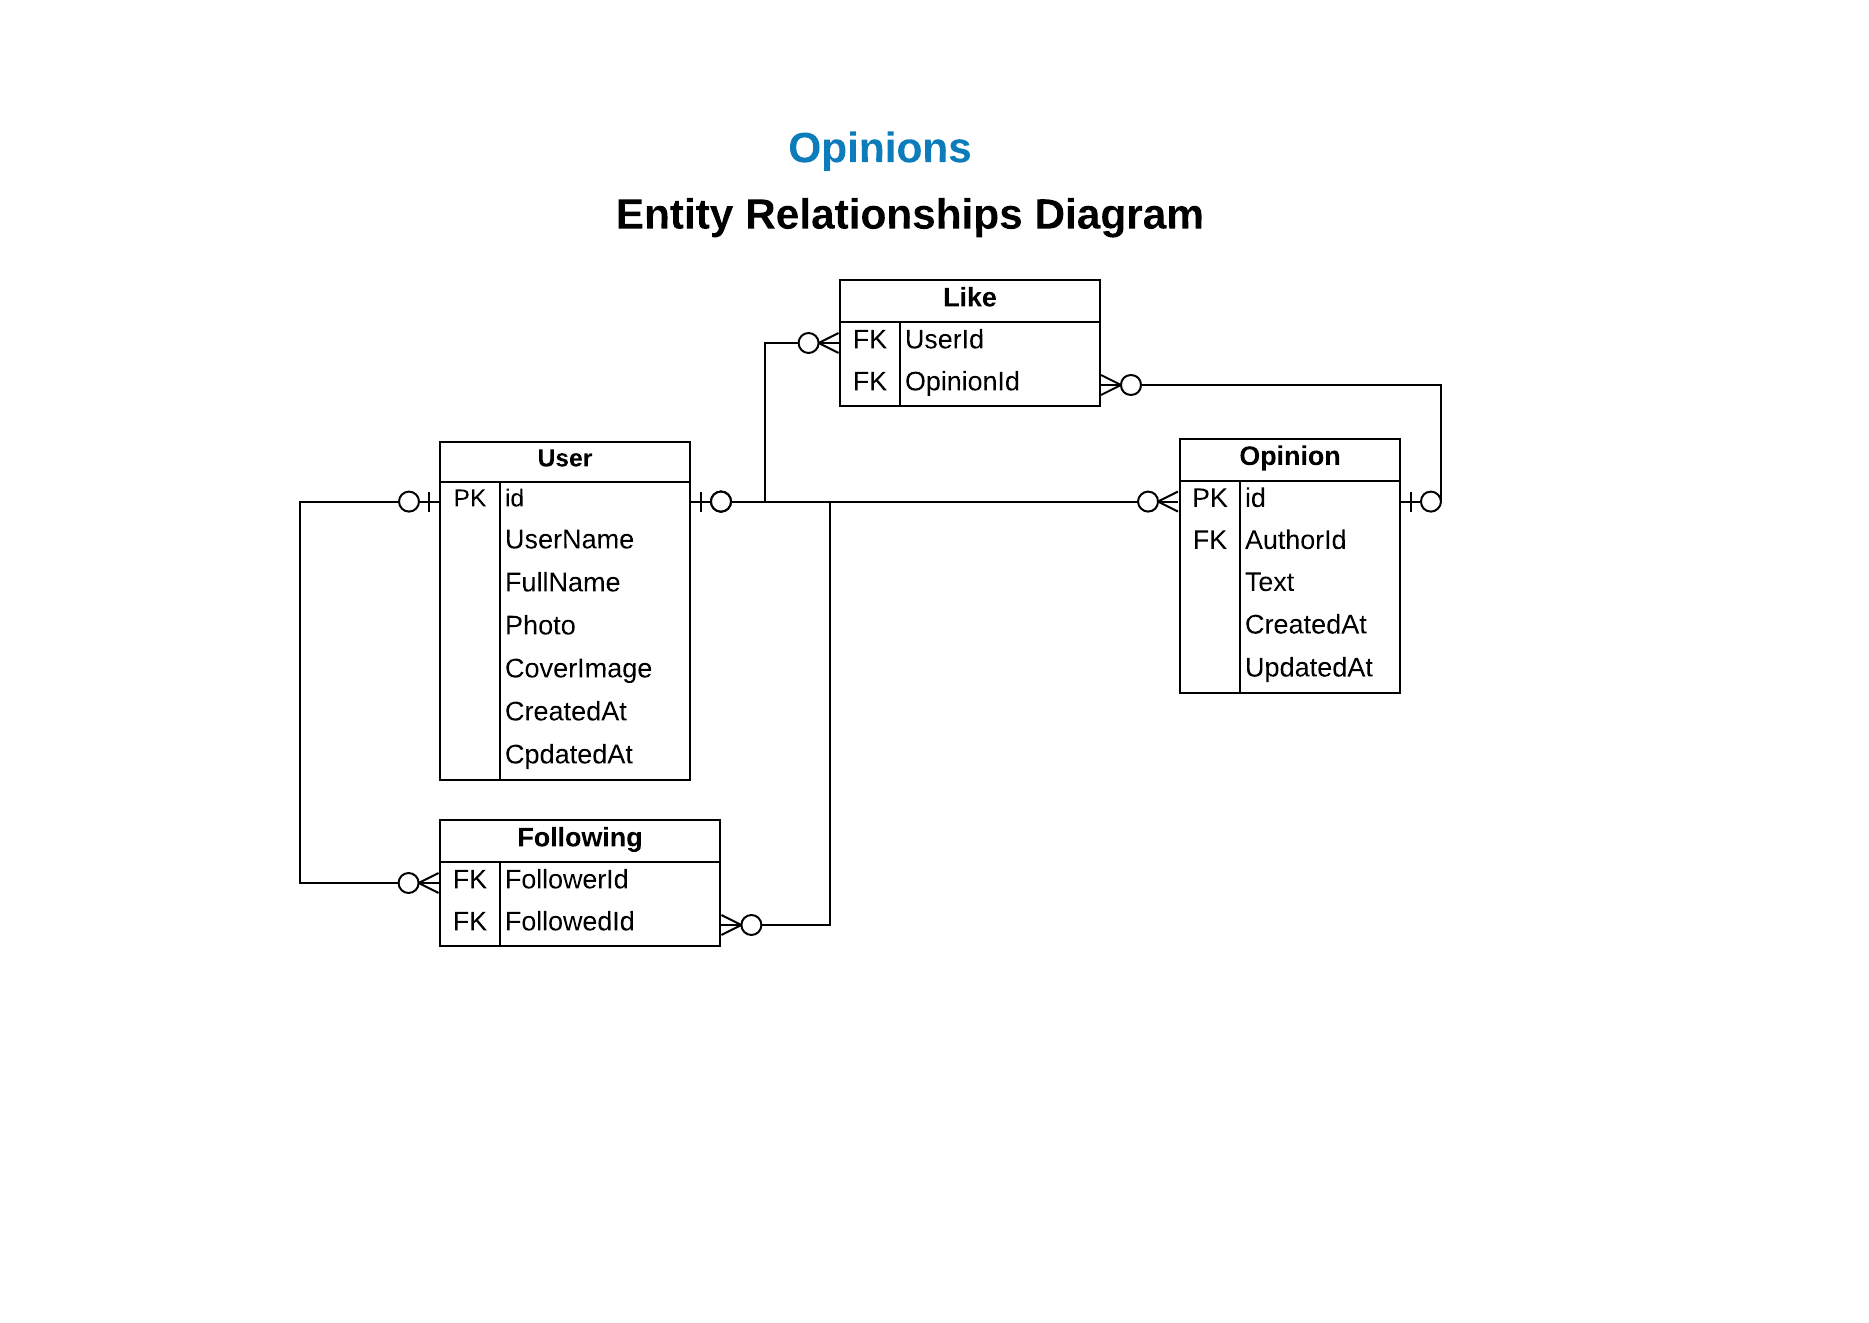 Opinions
Entity Relationships Diagram
Like
FK UserId
FK OpinionId
User
PK id
UserName
FullName
Photo
CoverImage
CreatedAt
CpdatedAt
Opinion
PK id
FK AuthorId
Text
CreatedAt
UpdatedAt
Following
FK FollowerId
FK FollowedId